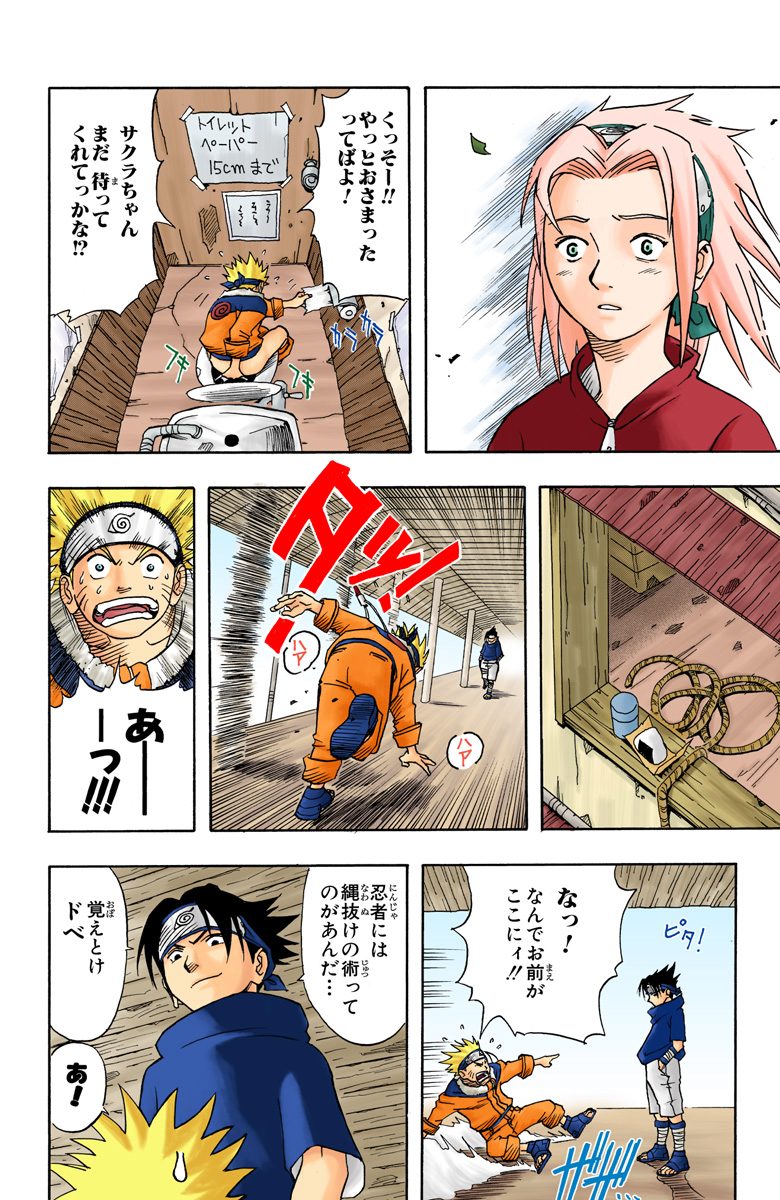 くっそー!!
やっとおさまった
ってばよ!
サクラちゃん
まだ待って
くれてっかな!?
トイレット
ペーパー
15cmまで
カラ
カラ
フキ
フキ
ダッ!
ハア
ハア
あー
ーっ!!!
なっ!
なんでお前が
ここにィ!!
ピタ!
ザザザ…
忍者には
縄抜けの術って
のがあんだ…
覚えとけ
ドベ
あ!